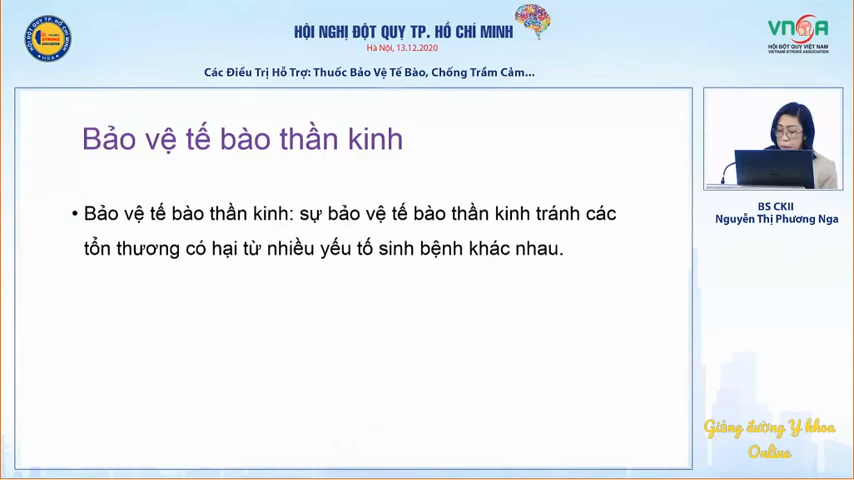 HỘI NGHỊ ĐỘT QUỴ TP. HỒ CHÍ MINH
Hà Nội, 13.12.2020
VNSA
HỘI ĐỘT QUỴ VIỆT NAM
VIETNAM STROKE ASSOCIATION
Các Điều Trị Hỗ Trợ: Thuốc Bảo Vệ Tế Bào, Chống Trầm Cảm...
Bảo vệ tế bào thần kinh
• Bảo vệ tế bào thần kinh: sự bảo vệ tế bào thần kinh tránh các
tổn thương có hại từ nhiều yếu tố sinh bệnh khác nhau.
BS CKII
Nguyễn Thị Phương Nga
Giảng đường Y khoa
Online